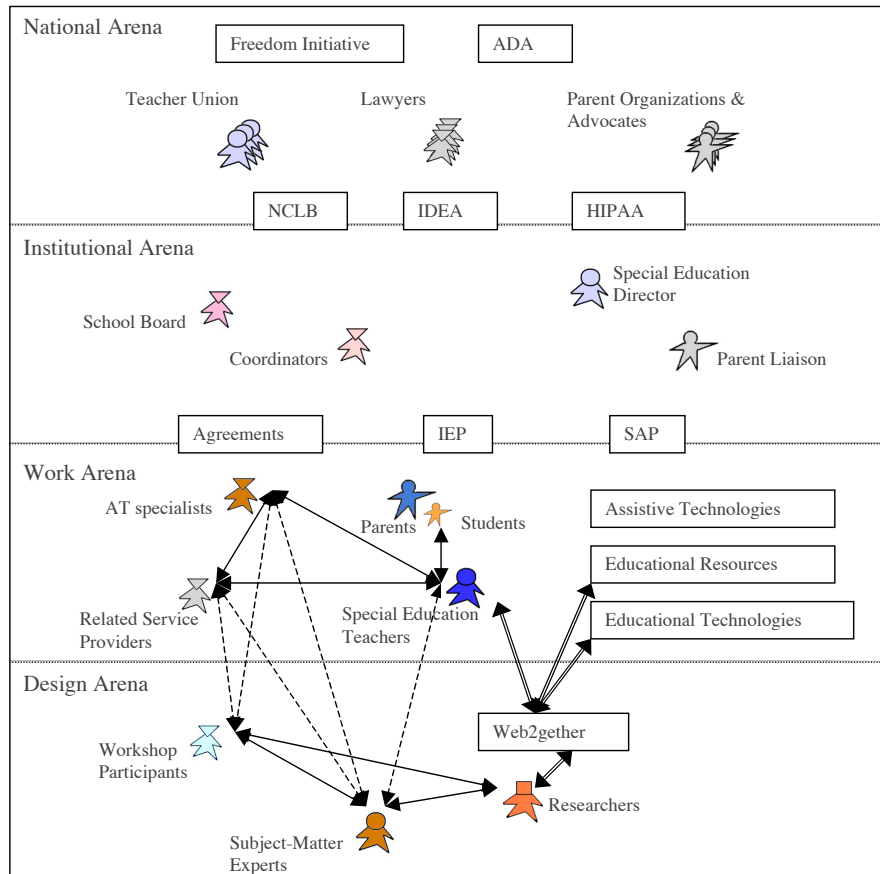 National Arena
Freedom Initiative
ADA
Teacher Union
Lawyers
Parent Organizations &
Advocates
NCLB
IDEA
HIPAA
Institutional Arena
Special Education
Director
School Board
Coordinators
Parent Liaison
Agreements
IEP
SAP
Work Arena
AT specialists
Parents
Students
Assistive Technologies
Educational Resources
Related Service
Providers
Special Education
Teachers
Educational Technologies
Design Arena
Web2gether
Workshop
Participants
Researchers
Subject-Matter
Experts